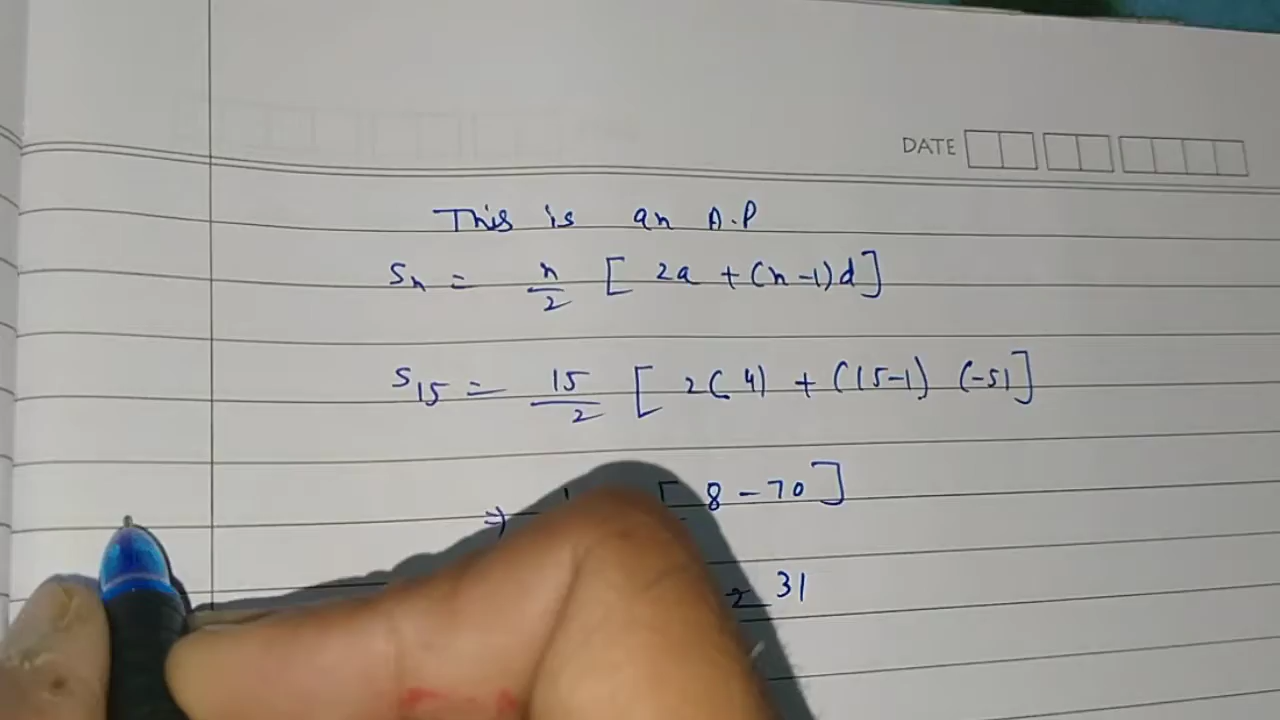 DATE
This is an A.P
Sn = n/2 [ 2a + (n-1)d]
S15 = 15/2 [ 2(4) + (15-1) (-5)]
⇒ [ 8 - 70]
31